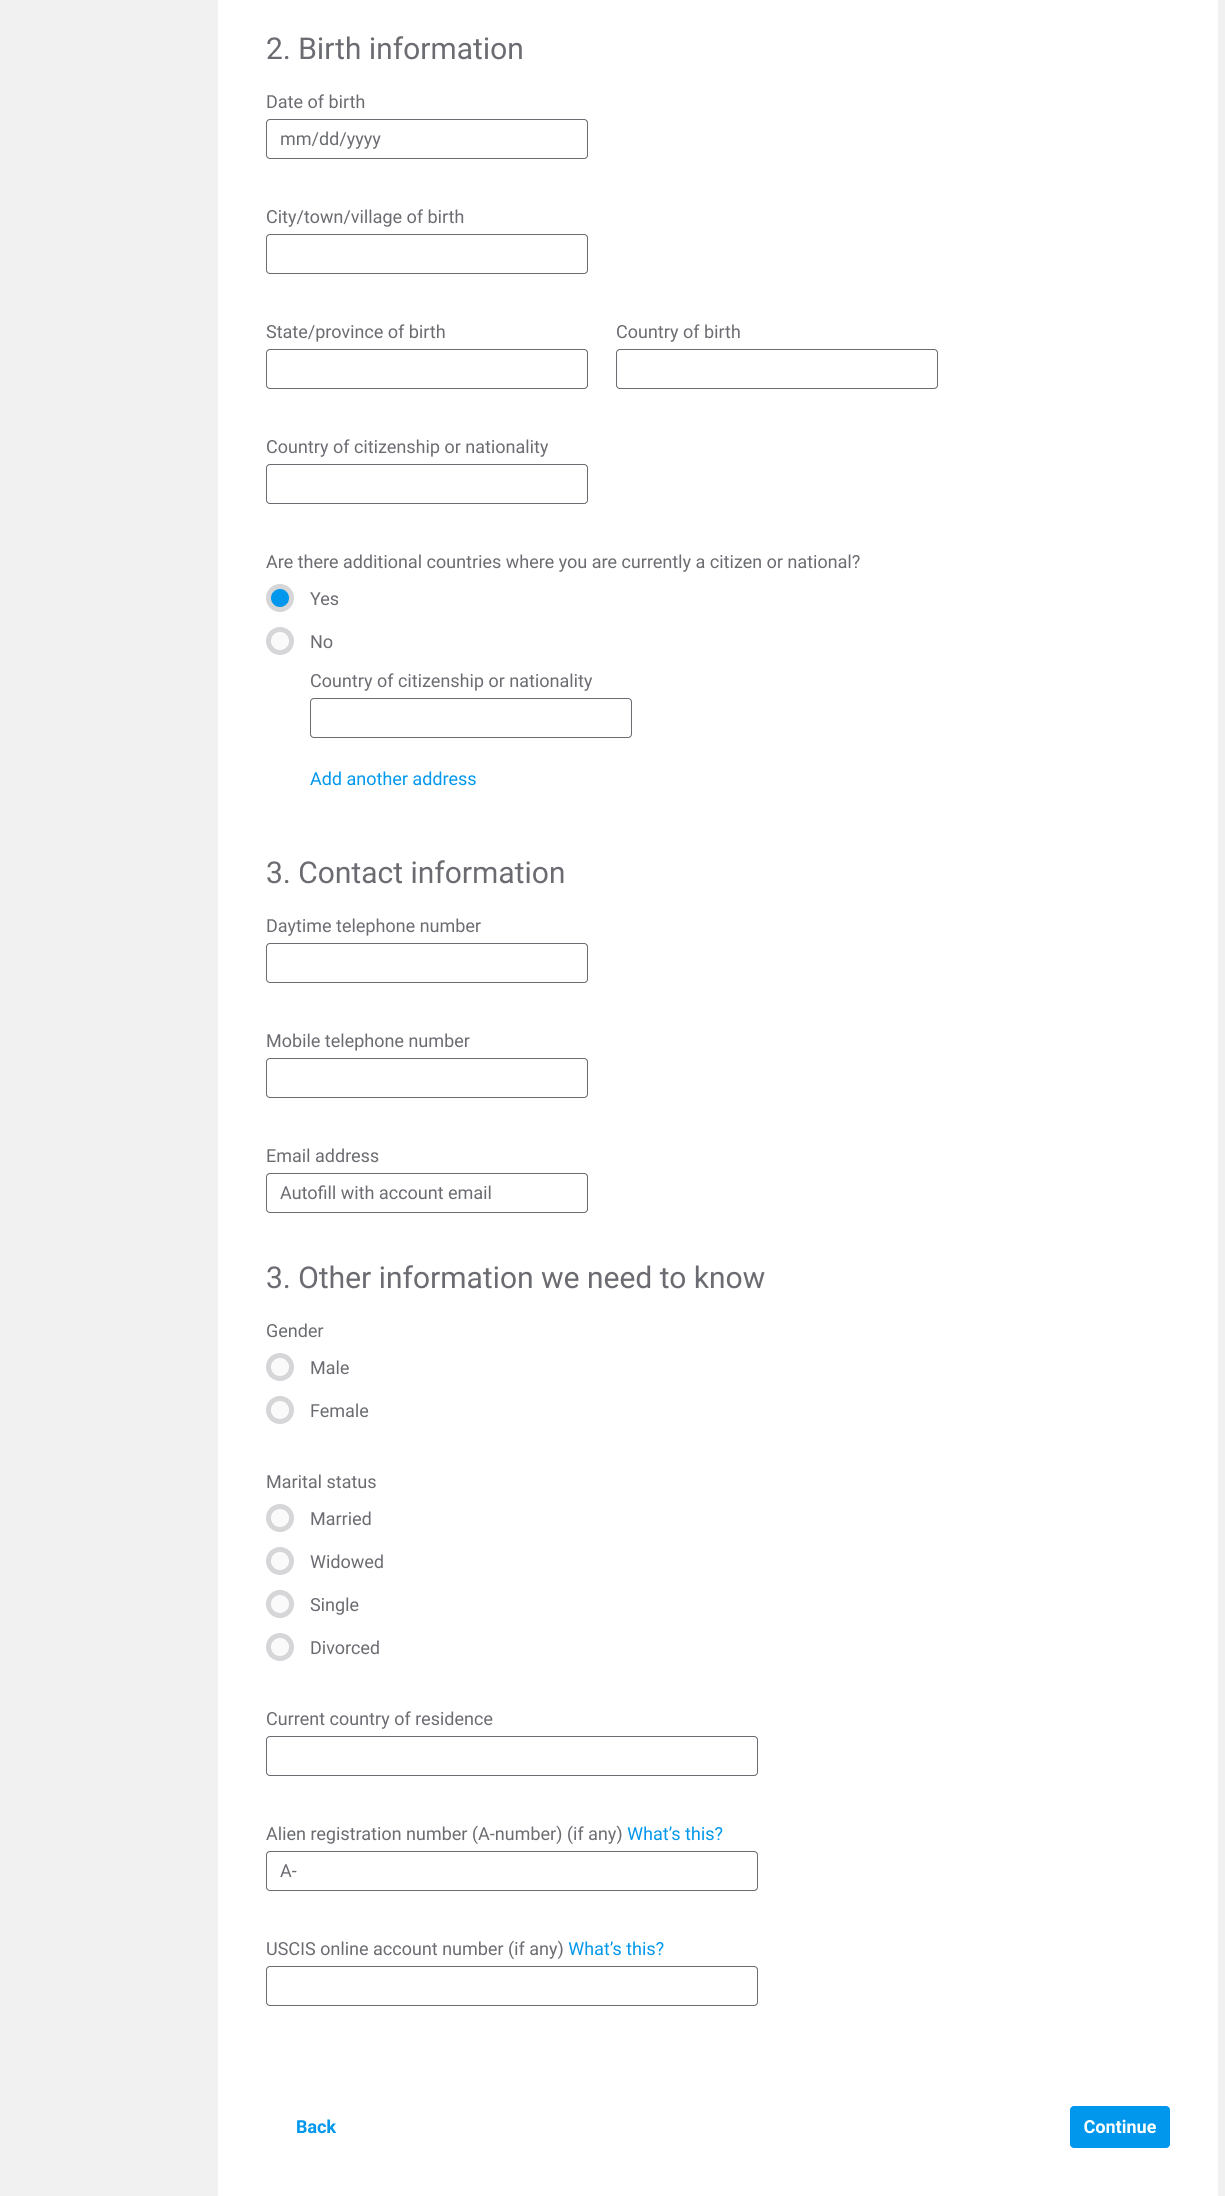 2. Birth information
Date of birth
mm/dd/yyyy
City/town/village of birth
State/province of birth
Country of birth
Country of citizenship or nationality
Are there additional countries where you are currently a citizen or national?
Yes
No
Country of citizenship or nationality
Add another address
3. Contact information
Daytime telephone number
Mobile telephone number
Email address
Autofill with account email
3. Other information we need to know
Gender
Male
Female
Marital status
Married
Widowed
Single
Divorced
Current country of residence
Alien registration number (A-number) (if any) What's this?
A-
USCIS online account number (if any) What's this?
Back
Continue